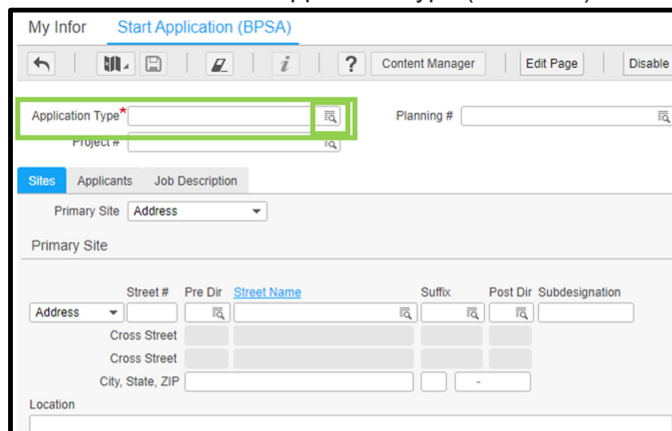 My Infor Start Application (BPSA)
? Content Manager Edit Page Disable
Application Type* Planning #
Project #
Sites Applicants Job Description
Primary Site Address
Primary Site
Street # Pre Dir Street Name Suffix Post Dir Subdesignation
Address
Cross Street
Cross Street
City, State, ZIP -
Location